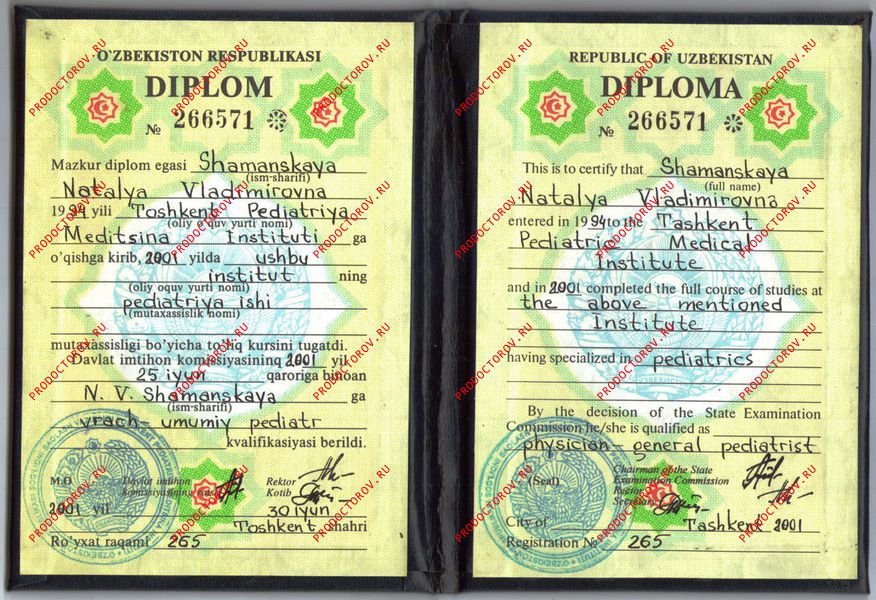 O'ZBEKISTON RESPUBLIKASI
DIPLOM
№ 266571
Mazkur diplom egasi Shamanskaya
(ism-sharifi)
Natalya Vladimirovna
1994 yili Toshkent Pediatriya
(oliy o'quv yurti nomi)
Meditsina Instituti ga
o'qishga kirib, 2001 yilda ushbu
institut ning
(oliy oquv yurti nomi)
pediatriya ishi
(mutaxassislik nomi)
mutaxassisligi bo'yicha to'liq kursini tugatdi.
Davlat imtihon komissiyasining 2001 yil
25 iyun qaroriga binoan
N. V. Shamanskaya ga
(ism-sharifi)
vrach- umumiy pediatr
kvalifikasiyasi berildi.
M.O Davlat imtihon
komissiyasining raisi
Rektor
Kotib
2001 yil 30 iyun
Toshkent shahri
Ro'yxat raqami 265
REPUBLIC OF UZBEKISTAN
DIPLOMA
№ 266571
This is to certify that Shamanskaya
(full name)
Natalya Vladimirovna
entered in 1994 to the Tashkent
Pediatric Medical
Institute
and in 2001 completed the full course of studies at
the above mentioned
Institute
having specialized in pediatrics
By the decision of the State Examination
Commission he/she is qualified as
physician- general pediatrist
(Seal)
Chairman of the State
Examination Commission
Rector
Secretary
City of Tashkent 2001
Registration № 265
PRODOCTOROV.RU